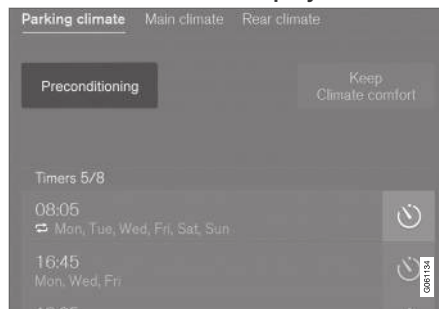 Parking climate Main climate Rear climate
Preconditioning
Keep
Climate comfort
Timers 5/8
08:05
Mon, Tue, Wed, Fri, Sat, Sun
16:45
Mon, Wed, Fri
G061134